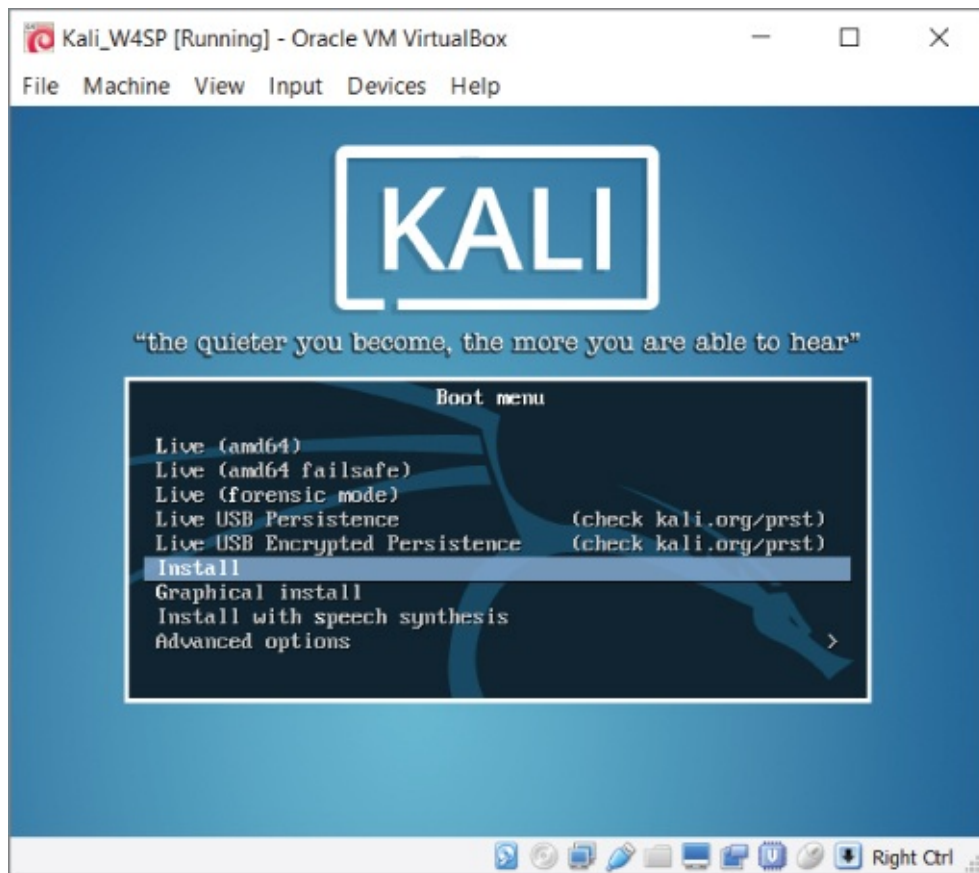 Kali_W4SP [Running] - Oracle VM VirtualBox
File Machine View Input Devices Help
KALI
“the quieter you become, the more you are able to hear”
Boot menu
Live (amd64)
Live (amd64 failsafe)
Live (forensic mode)
Live USB Persistence (check kali.org/prst)
Live USB Encrypted Persistence (check kali.org/prst)
Install
Graphical install
Install with speech synthesis
Advanced options >
Right Ctrl